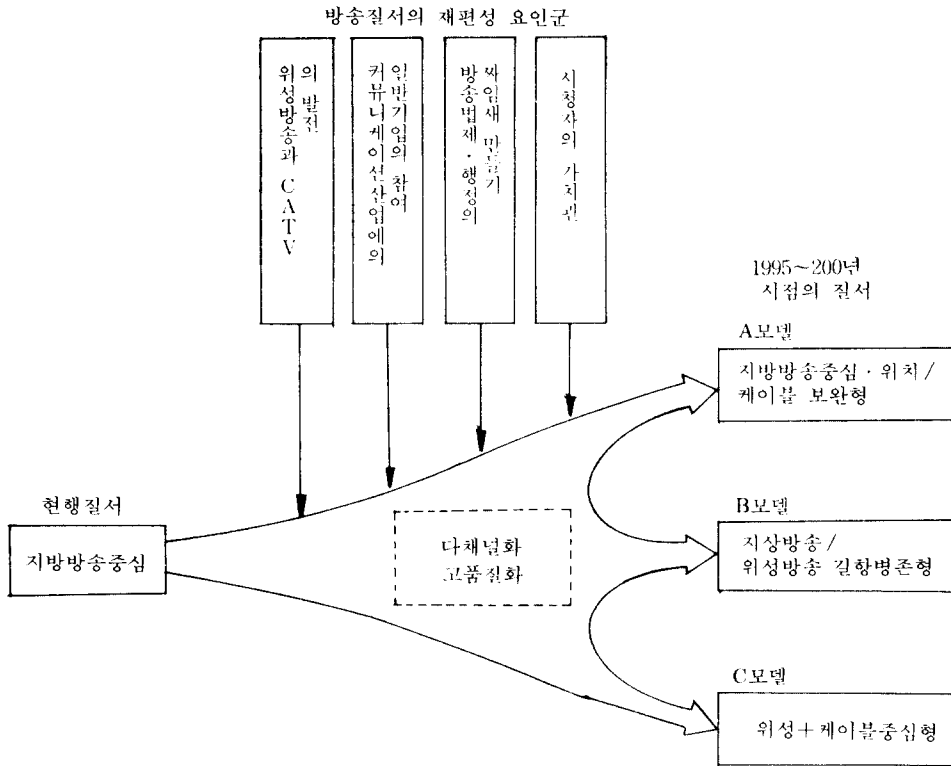 방송질서의 재편성 요인군
위성방송과 CATV
의 발전
커뮤니케이션산업에의
일반기업의 참여
방송법제·행정의
짜임새 만들기
시청자의 가치관
1995~200년
시점의 질서
A모델
지방방송중심·위치/
케이블 보완형
현행질서
지방방송중심
다채널화
고품질화
B모델
지상방송/
위성방송 길항병존형
C모델
위성+케이블중심형